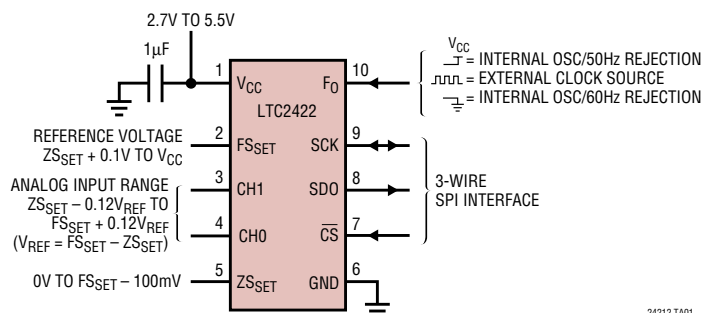 2.7V TO 5.5V
1μF
V_CC
= INTERNAL OSC/50Hz REJECTION
= EXTERNAL CLOCK SOURCE
= INTERNAL OSC/60Hz REJECTION
1
V_CC
F_O
10
LTC2422
REFERENCE VOLTAGE
ZS_SET + 0.1V TO V_CC
2
FS_SET
SCK
9
ANALOG INPUT RANGE
ZS_SET – 0.12V_REF TO
FS_SET + 0.12V_REF
(V_REF = FS_SET – ZS_SET)
3
CH1
SDO
8
3-WIRE
SPI INTERFACE
4
CH0
CS
7
0V TO FS_SET – 100mV
5
ZS_SET
GND
6
24212 TA01